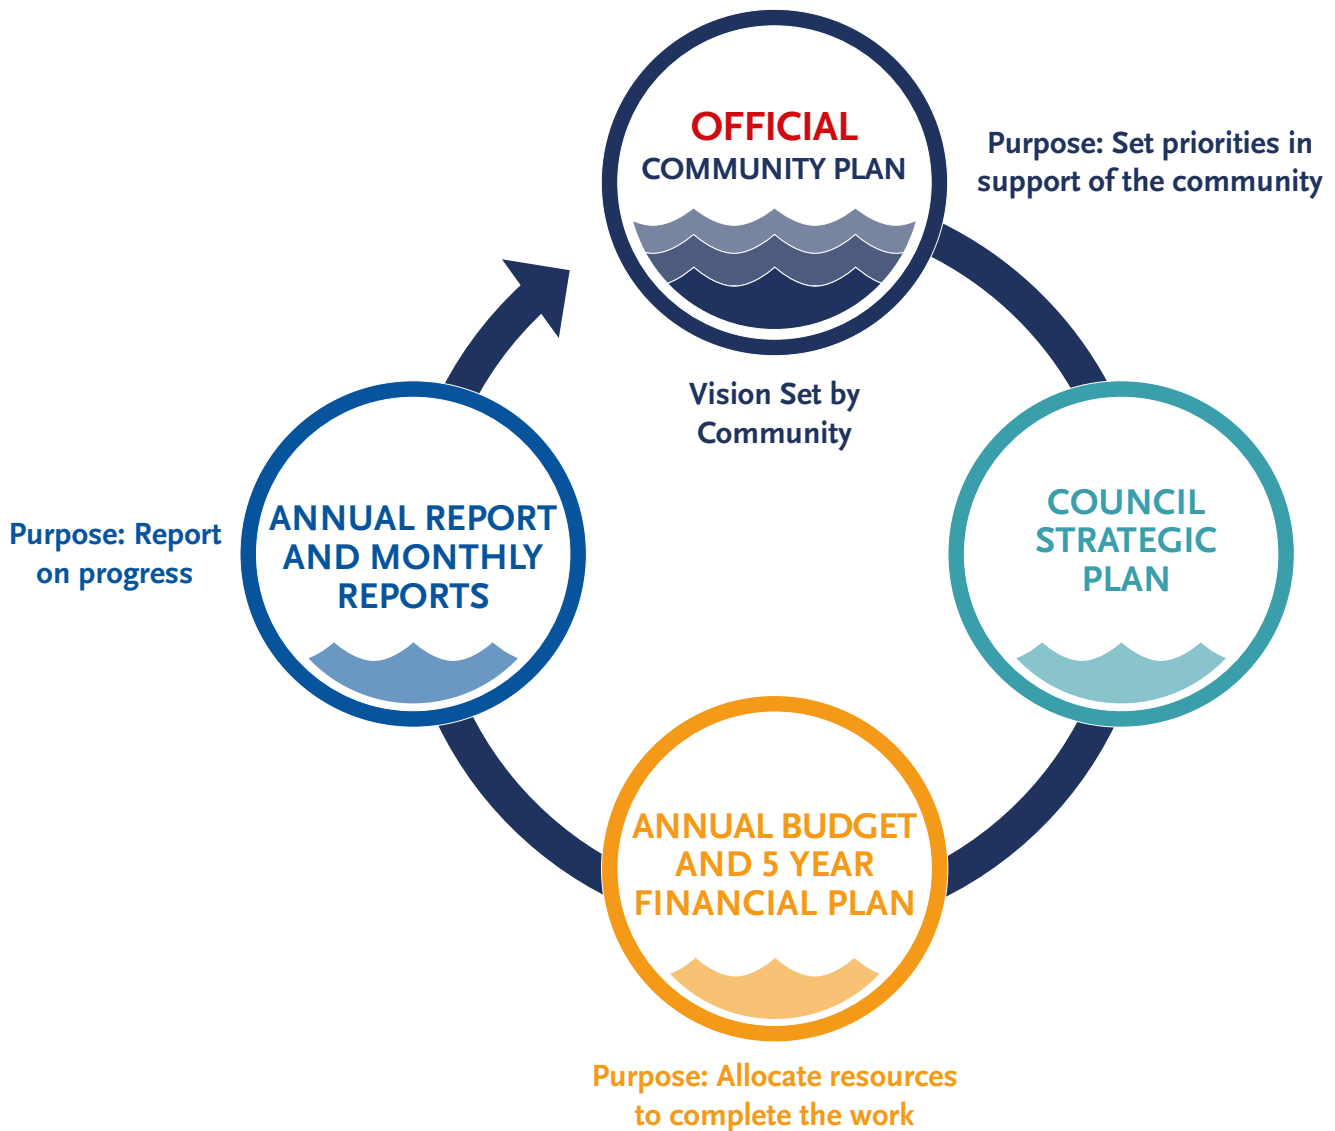 OFFICIAL
COMMUNITY PLAN
Purpose: Set priorities in
support of the community
Vision Set by
Community
COUNCIL
STRATEGIC
PLAN
ANNUAL BUDGET
AND 5 YEAR
FINANCIAL PLAN
Purpose: Allocate resources
to complete the work
ANNUAL REPORT
AND MONTHLY
REPORTS
Purpose: Report
on progress